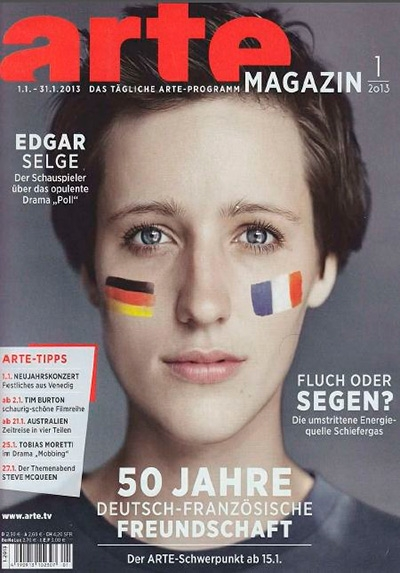 arte
MAGAZIN
1
2013
1.1. – 31.1.2013 DAS TÄGLICHE ARTE-PROGRAMM
EDGAR
SELGE
Der Schauspieler
über das opulente
Drama „Poll“
ARTE-TIPPS
1.1. NEUJAHRSKONZERT
Festliches aus Venedig
ab 2.1. TIM BURTON
schaurig-schöne Filmreihe
ab 21.1. AUSTRALIEN
Zeitreise in vier Teilen
25.1. TOBIAS MORETTI
im Drama „Mobbing“
27.1. Der Themenabend
STEVE MCQUEEN
FLUCH ODER
SEGEN?
Die umstrittene Energie-
quelle Schiefergas
50 JAHRE
DEUTSCH-FRANZÖSISCHE
FREUNDSCHAFT
Der ARTE-Schwerpunkt ab 15.1.
www.arte.tv